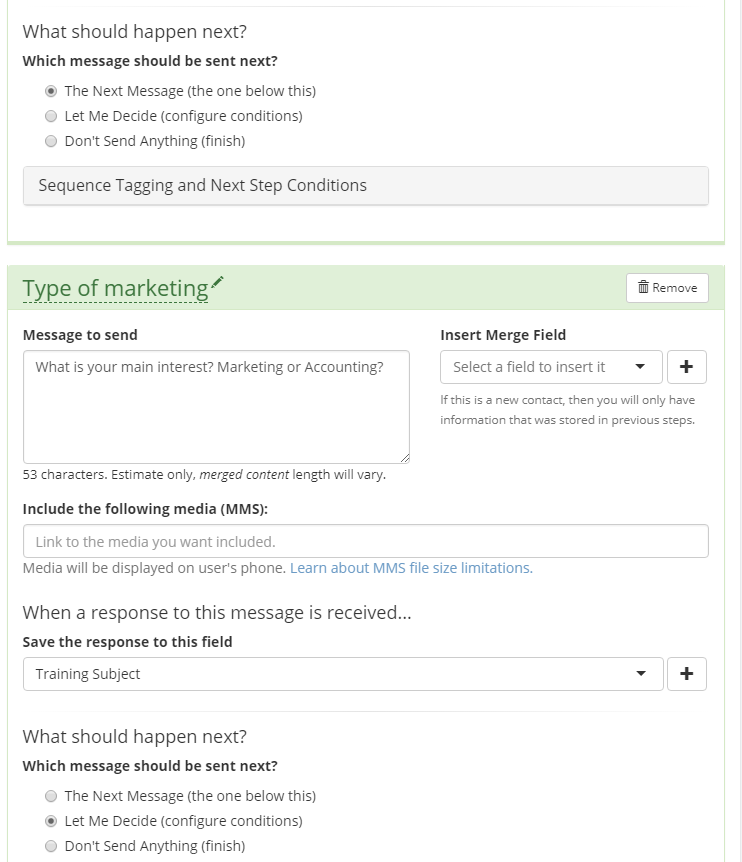 What should happen next?
Which message should be sent next?
The Next Message (the one below this)
Let Me Decide (configure conditions)
Don't Send Anything (finish)
Sequence Tagging and Next Step Conditions
Type of marketing
Remove
Message to send
What is your main interest? Marketing or Accounting?
53 characters. Estimate only, merged content length will vary.
Insert Merge Field
Select a field to insert it
If this is a new contact, then you will only have
information that was stored in previous steps.
Include the following media (MMS):
Link to the media you want included.
Media will be displayed on user's phone. Learn about MMS file size limitations.
When a response to this message is received...
Save the response to this field
Training Subject
What should happen next?
Which message should be sent next?
The Next Message (the one below this)
Let Me Decide (configure conditions)
Don't Send Anything (finish)